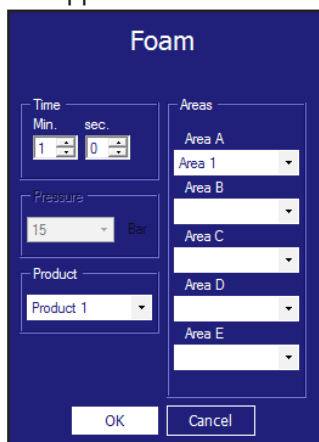 Foam
Time
Min. sec.
1 0
Pressure
15 Bar
Product
Product 1
Areas
Area A
Area 1
Area B
Area C
Area D
Area E
OK Cancel